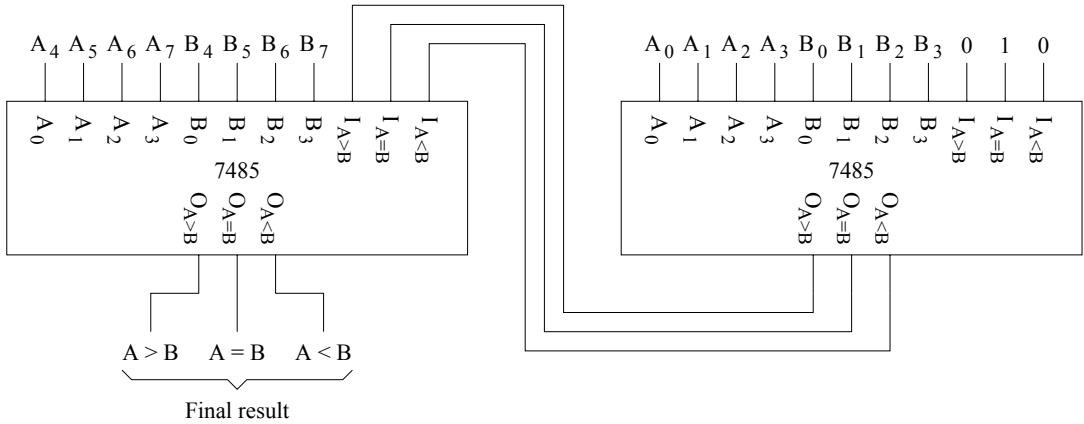 A4 A5 A6 A7 B4 B5 B6 B7
A0 A1 A2 A3 B0 B1 B2 B3 IA>B IA=B IA<B
7485
OA>B OA=B OA<B
A > B A = B A < B
Final result
A0 A1 A2 A3 B0 B1 B2 B3 0 1 0
A0 A1 A2 A3 B0 B1 B2 B3 IA>B IA=B IA<B
7485
OA>B OA=B OA<B